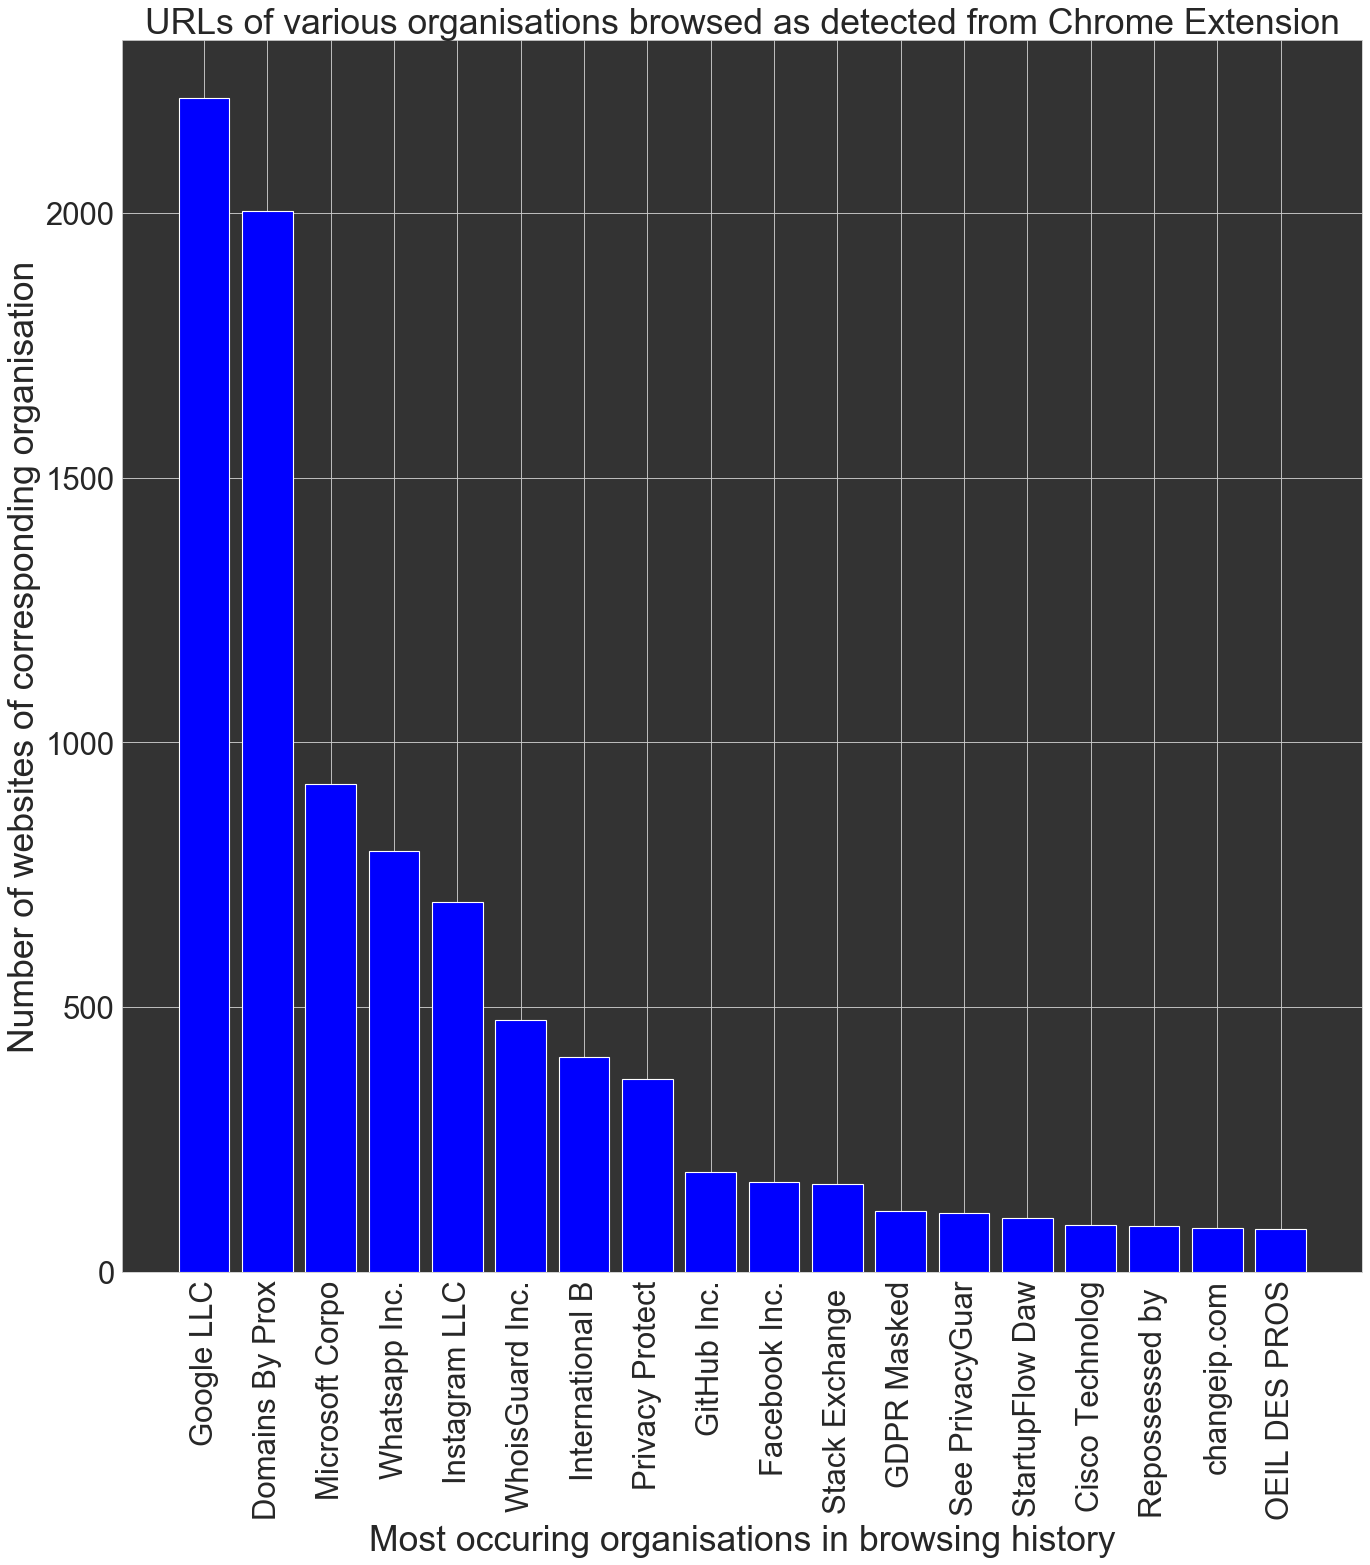 URLs of various organisations browsed as detected from Chrome Extension
Number of websites of corresponding organisation
2000
1500
1000
500
0
Google LLC
Domains By Prox
Microsoft Corpo
Whatsapp Inc.
Instagram LLC
WhoisGuard Inc.
International B
Privacy Protect
GitHub Inc.
Facebook Inc.
Stack Exchange
GDPR Masked
See PrivacyGuar
StartupFlow Daw
Cisco Technolog
Repossessed by
changeip.com
OEIL DES PROS
Most occuring organisations in browsing history